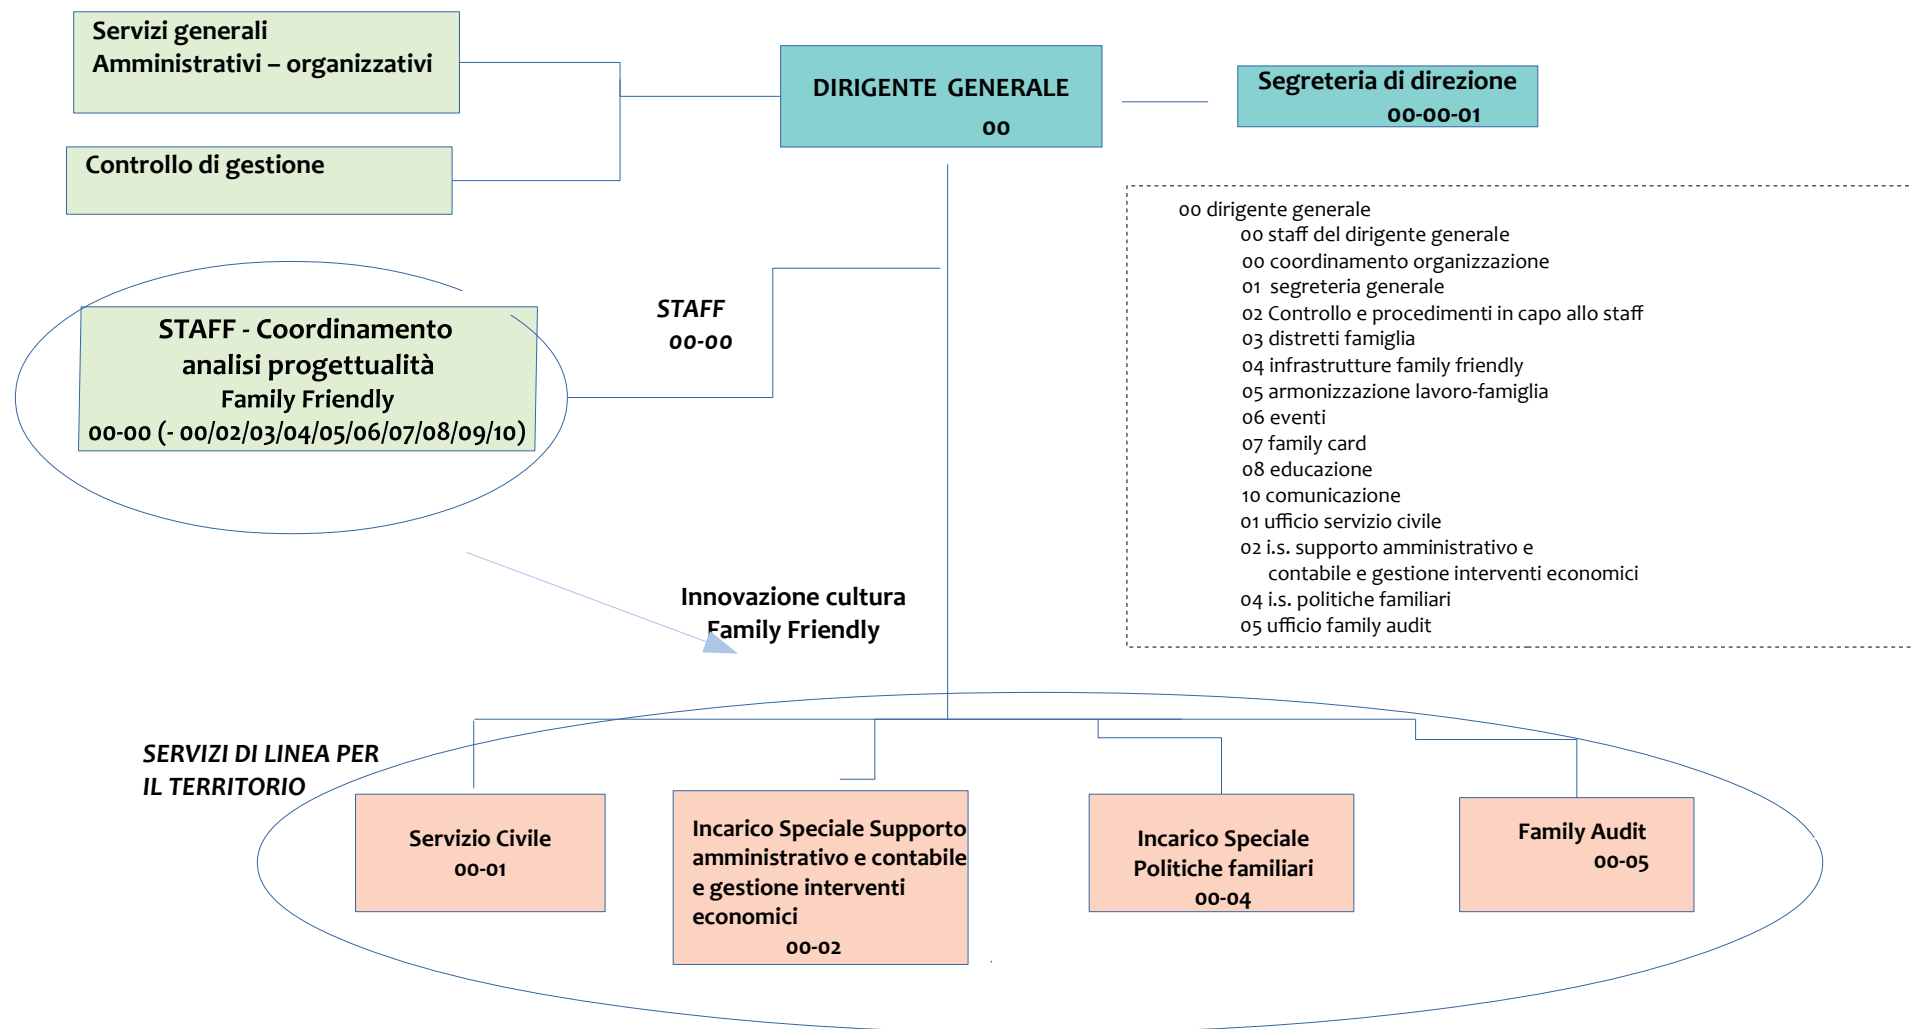 Servizi generali
Amministrativi – organizzativi
DIRIGENTE GENERALE
00
Segreteria di direzione
00-00-01
Controllo di gestione
00 dirigente generale
00 staff del dirigente generale
00 coordinamento organizzazione
01 segreteria generale
02 Controllo e procedimenti in capo allo staff
03 distretti famiglia
04 infrastrutture family friendly
05 armonizzazione lavoro-famiglia
06 eventi
07 family card
08 educazione
10 comunicazione
01 ufficio servizio civile
02 i.s. supporto amministrativo e
contabile e gestione interventi economici
04 i.s. politiche familiari
05 ufficio family audit
STAFF
00-00
STAFF - Coordinamento
analisi progettualità
Family Friendly
00-00 (- 00/02/03/04/05/06/07/08/09/10)
Innovazione cultura
Family Friendly
SERVIZI DI LINEA PER
IL TERRITORIO
Servizio Civile
00-01
Incarico Speciale Supporto
amministrativo e contabile
e gestione interventi
economici
00-02
Incarico Speciale
Politiche familiari
00-04
Family Audit
00-05